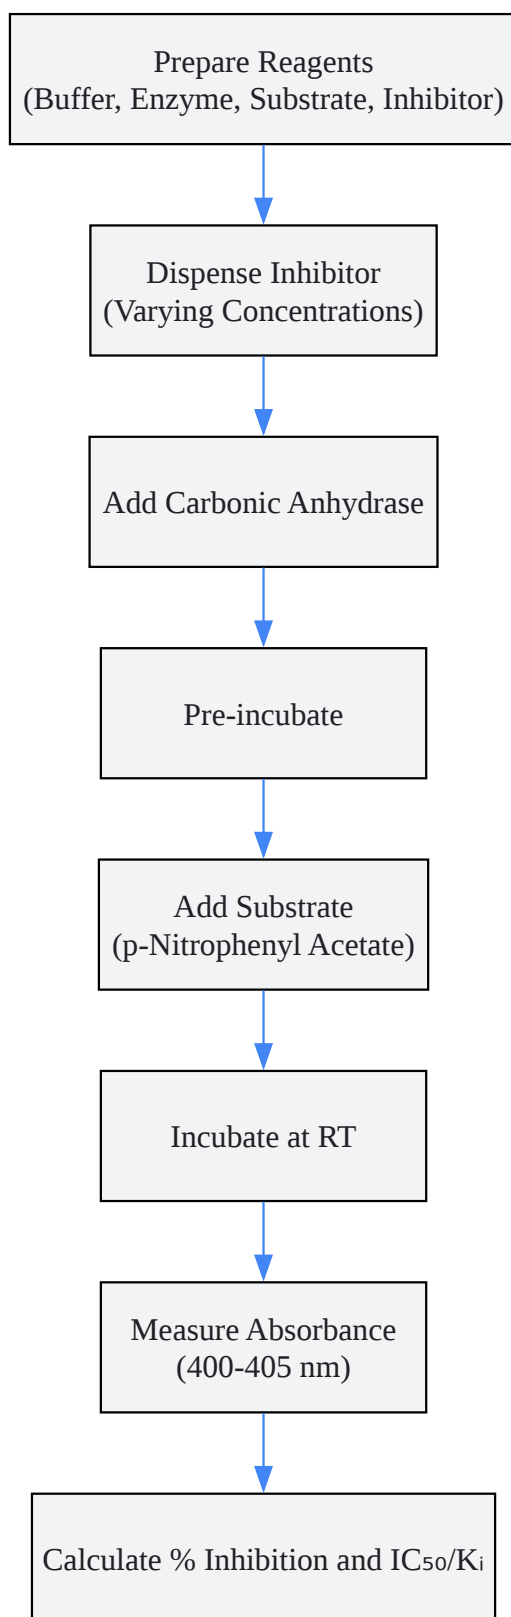 Prepare Reagents
(Buffer, Enzyme, Substrate, Inhibitor)
Dispense Inhibitor
(Varying Concentrations)
Add Carbonic Anhydrase
Pre-incubate
Add Substrate
(p-Nitrophenyl Acetate)
Incubate at RT
Measure Absorbance
(400-405 nm)
Calculate % Inhibition and IC₅₀/Kᵢ